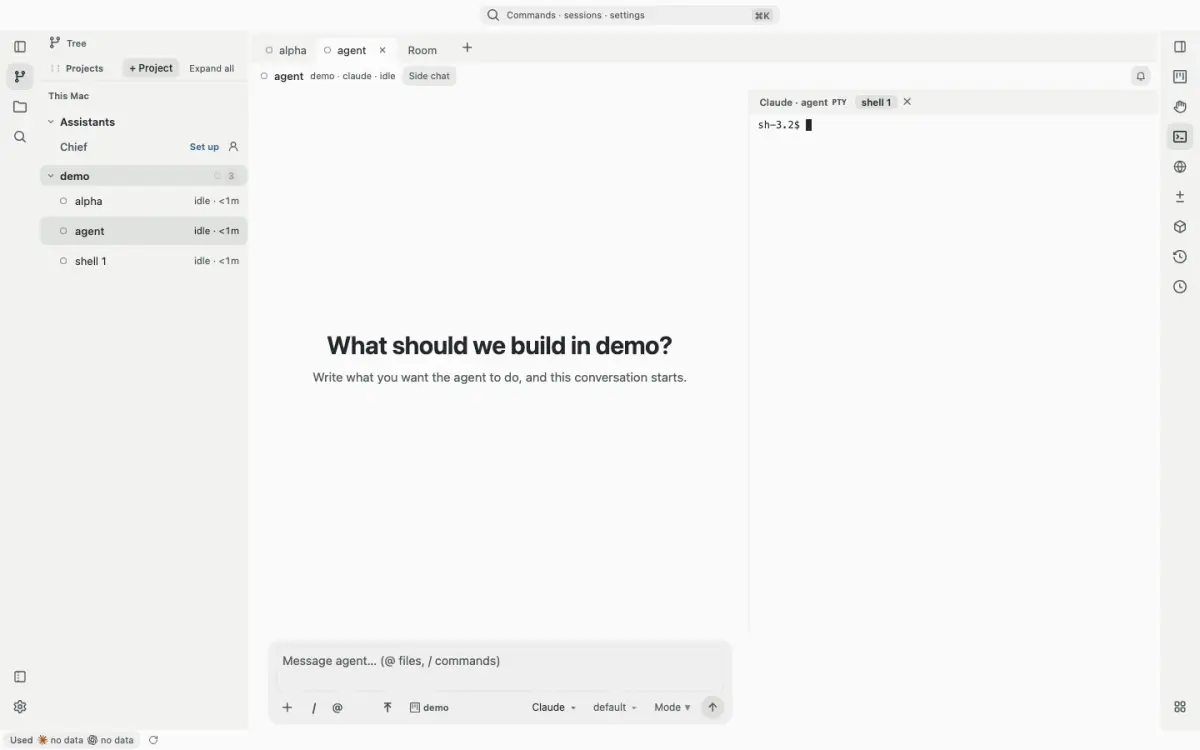 Commands · sessions · settings ⌘K
Tree
Projects + Project Expand all
This Mac
Assistants
Chief Set up
demo 3
alpha idle · <1m
agent idle · <1m
shell 1 idle · <1m
alpha agent × Room +
agent demo · claude · idle Side chat
Claude · agent PTY shell 1 ×
sh-3.2$
What should we build in demo?
Write what you want the agent to do, and this conversation starts.
Message agent... (@ files, / commands)
+ / @ demo Claude default Mode
Used no data no data